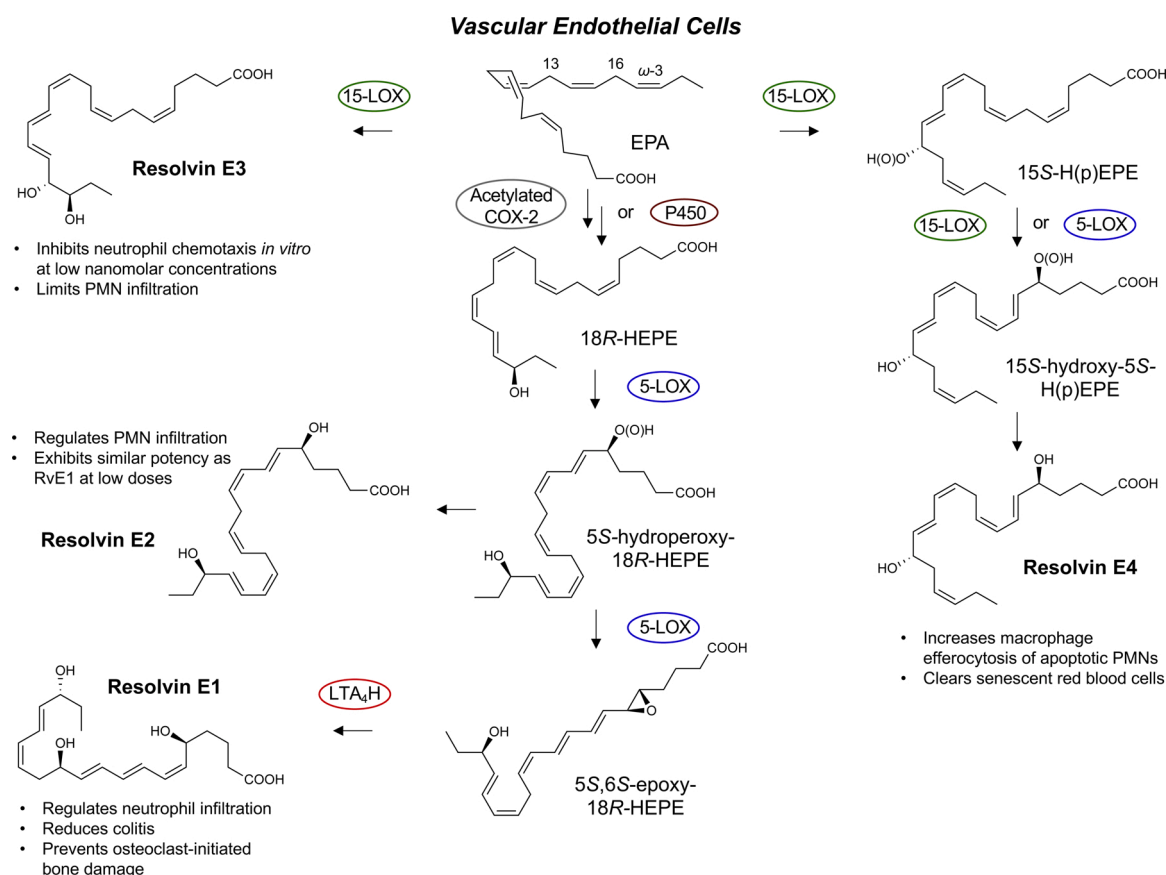 Vascular Endothelial Cells
COOH
HO
OH
Resolvin E3
• Inhibits neutrophil chemotaxis in vitro
at low nanomolar concentrations
• Limits PMN infiltration
15-LOX
13
16
ω-3
EPA
COOH
15-LOX
COOH
H(O)O
15S-H(p)EPE
Acetylated
COX-2
or
P450
COOH
18R-HEPE
OH
15-LOX
or
5-LOX
O(O)H
COOH
HO
15S-hydroxy-5S-
H(p)EPE
5-LOX
• Regulates PMN infiltration
• Exhibits similar potency as
RvE1 at low doses
OH
COOH
HO
Resolvin E2
O(O)H
COOH
HO
5S-hydroperoxy-
18R-HEPE
OH
COOH
HO
Resolvin E4
• Increases macrophage
efferocytosis of apoptotic PMNs
• Clears senescent red blood cells
5-LOX
COOH
O
OH
5S,6S-epoxy-
18R-HEPE
LTA4H
Resolvin E1
OH
OH
HO
COOH
• Regulates neutrophil infiltration
• Reduces colitis
• Prevents osteoclast-initiated
bone damage